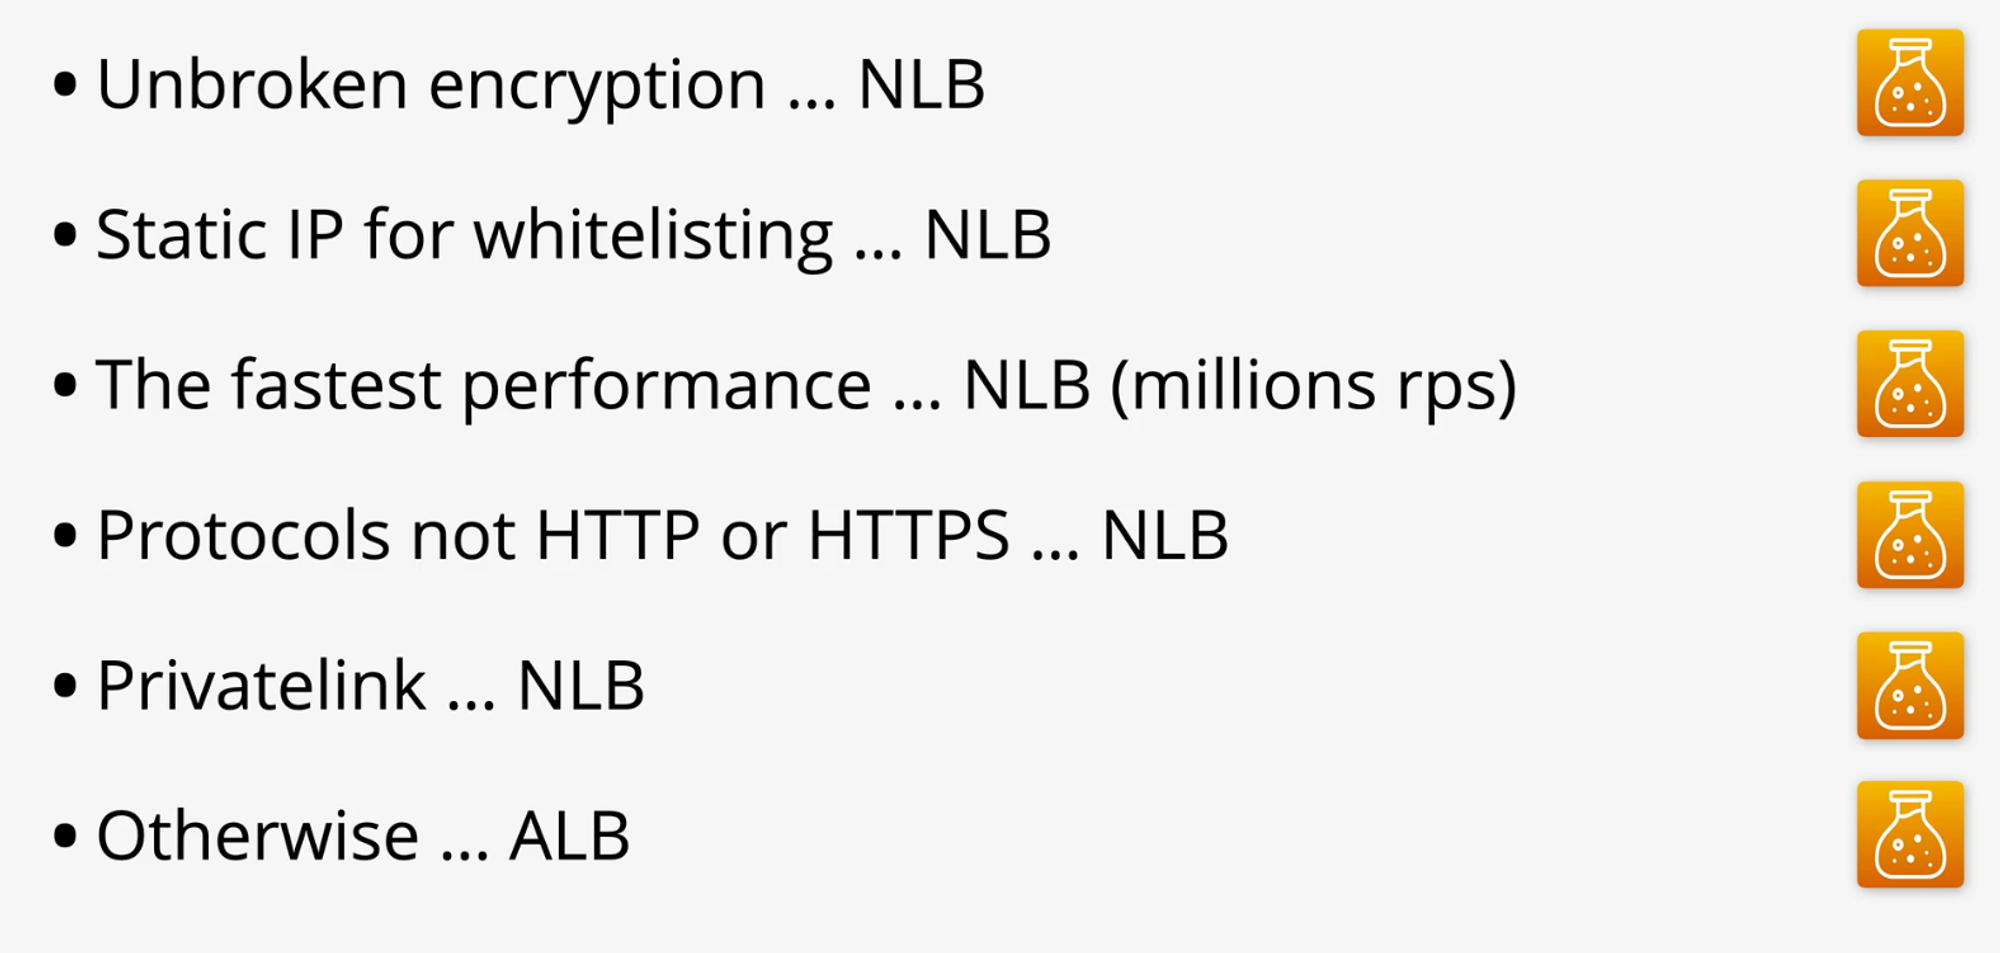 • Unbroken encryption ... NLB
• Static IP for whitelisting ... NLB
• The fastest performance ... NLB (millions rps)
• Protocols not HTTP or HTTPS ... NLB
• Privatelink ... NLB
• Otherwise ... ALB